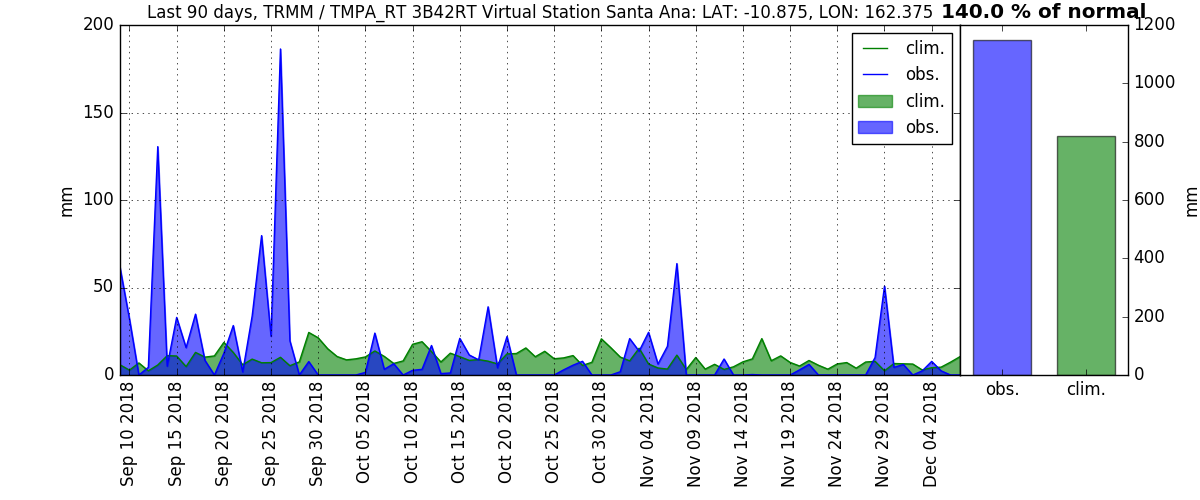 Last 90 days, TRMM / TMPA_RT 3B42RT Virtual Station Santa Ana: LAT: -10.875, LON: 162.375 140.0 % of normal
200
150
100
50
0
mm
clim.
obs.
clim.
obs.
Sep 10 2018
Sep 15 2018
Sep 20 2018
Sep 25 2018
Sep 30 2018
Oct 05 2018
Oct 10 2018
Oct 15 2018
Oct 20 2018
Oct 25 2018
Oct 30 2018
Nov 04 2018
Nov 09 2018
Nov 14 2018
Nov 19 2018
Nov 24 2018
Nov 29 2018
Dec 04 2018
1200
1000
800
600
400
200
0
mm
obs. clim.